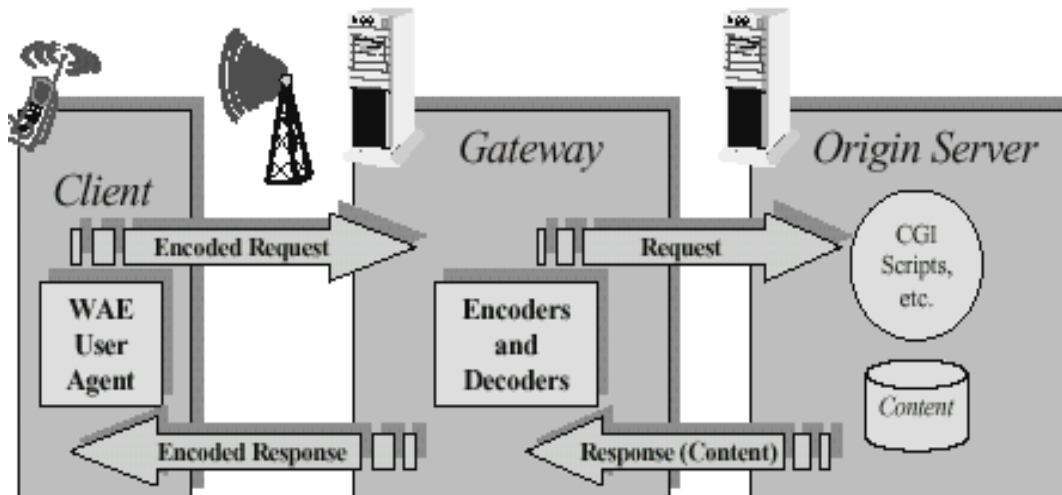 Client
Gateway
Origin Server
Encoded Request
Request
CGI
Scripts,
etc.
WAE
User
Agent
Encoders
and
Decoders
Content
Encoded Response
Response (Content)